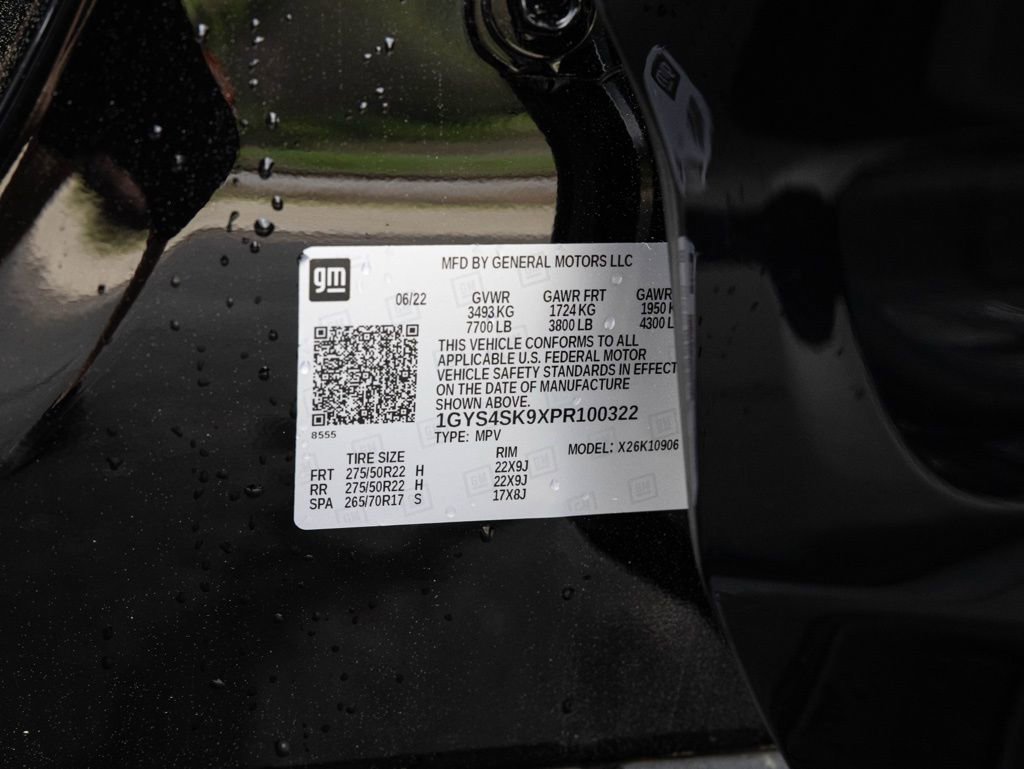 gm
MFD BY GENERAL MOTORS LLC
06/22 GVWR GAWR FRT GAWR
3493 KG 1724 KG 1950 K
7700 LB 3800 LB 4300 L
THIS VEHICLE CONFORMS TO ALL
APPLICABLE U.S. FEDERAL MOTOR
VEHICLE SAFETY STANDARDS IN EFFECT
ON THE DATE OF MANUFACTURE
SHOWN ABOVE.
1GYS4SK9XPR100322
8555 TYPE: MPV
TIRE SIZE RIM MODEL: X26K10906
FRT 275/50R22 H 22X9J
RR 275/50R22 H 22X9J
SPA 265/70R17 S 17X8J